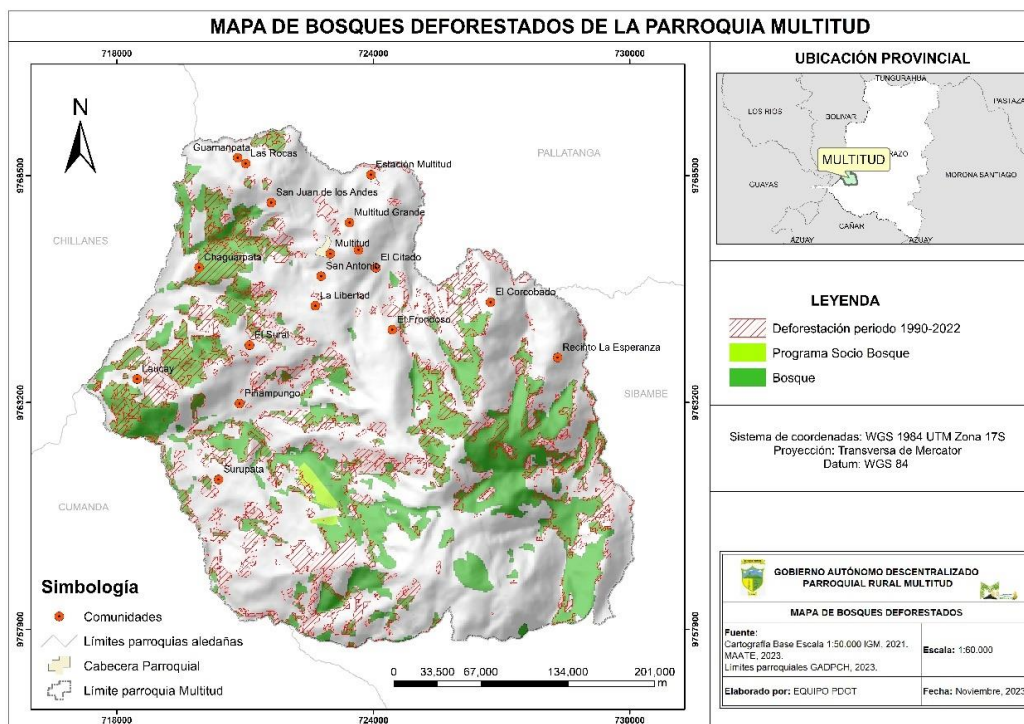 MAPA DE BOSQUES DEFORESTADOS DE LA PARROQUIA MULTITUD
718000
724000
730000
N
Guamanpata
Las Rocas
Estación Multitud
PALLATANGA
9768500
9768500
San Juan de los Andes
Multitud Grande
CHILLANES
Multitud
Chaguarpata
San Antonio
El Citado
La Libertad
El Corcobado
El Frondoso
El Sural
Recinto La Esperanza
Laucay
SIBAMBE
9763200
9763200
Piñampungo
Surupata
CUMANDA
9757900
9757900
Simbología
Comunidades
Límites parroquias aledañas
Cabecera Parroquial
Límite parroquia Multitud
0 33,500 67,000 134,000 201,000
m
718000
724000
730000
UBICACIÓN PROVINCIAL
TUNGURAHUA
PASTAZA
LOS RIOS
BOLIVAR
MULTITUD
RAZO
MORONA SANTIAGO
GUAYAS
CAÑAR
AZUAY
AZUAY
LEYENDA
Deforestación periodo 1990-2022
Programa Socio Bosque
Bosque
Sistema de coordenadas: WGS 1984 UTM Zona 17S
Proyección: Transversa de Mercator
Datum: WGS 84
GOBIERNO AUTÓNOMO DESCENTRALIZADO
PARROQUIAL RURAL MULTITUD
MAPA DE BOSQUES DEFORESTADOS
Fuente:
Cartografía Base Escala 1:50.000 IGM, 2021.
MAATE, 2023.
Límites parroquiales GADPCH, 2023.
Escala: 1:60.000
Elaborado por: EQUIPO PDOT
Fecha: Noviembre, 2023